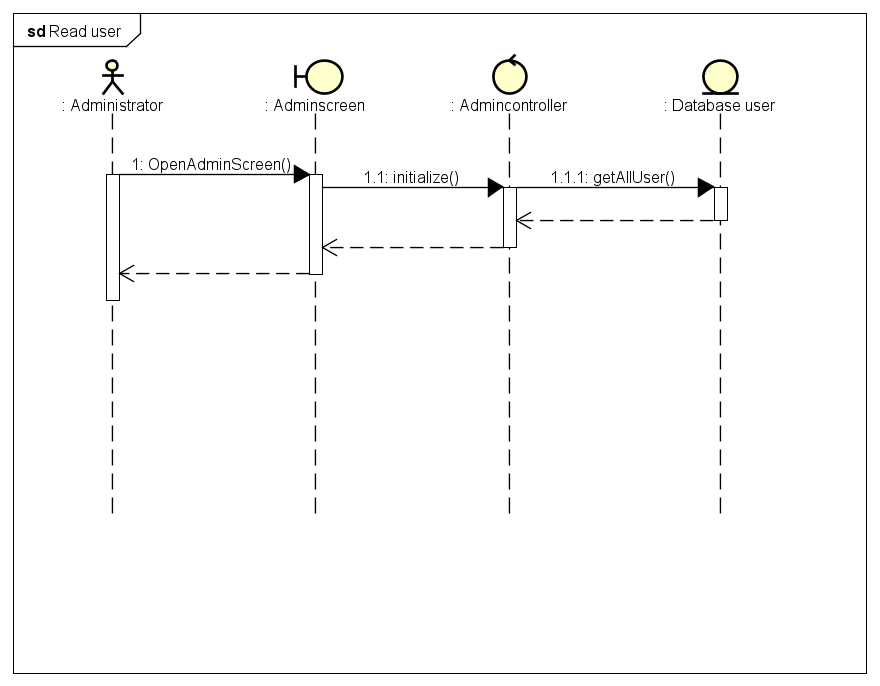 sd Read user
: Administrator
: Adminscreen
: Admincontroller
: Database user
1: OpenAdminScreen()
1.1: initialize()
1.1.1: getAllUser()